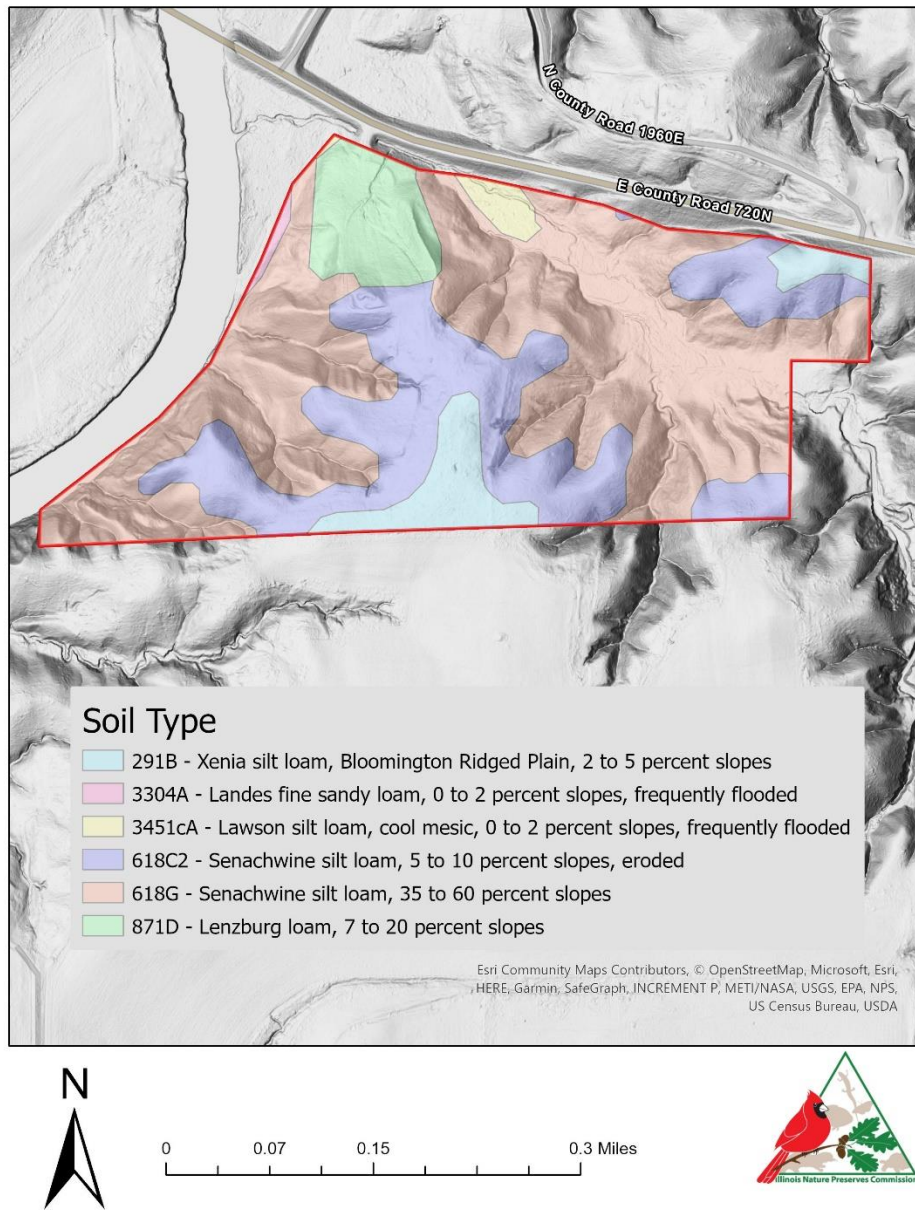 N County Road 1960E
E County Road 720N
Soil Type
291B - Xenia silt loam, Bloomington Ridged Plain, 2 to 5 percent slopes
3304A - Landes fine sandy loam, 0 to 2 percent slopes, frequently flooded
3451cA - Lawson silt loam, cool mesic, 0 to 2 percent slopes, frequently flooded
618C2 - Senachwine silt loam, 5 to 10 percent slopes, eroded
618G - Senachwine silt loam, 35 to 60 percent slopes
871D - Lenzburg loam, 7 to 20 percent slopes
Esri Community Maps Contributors, © OpenStreetMap, Microsoft, Esri,
HERE, Garmin, SafeGraph, INCREMENT P, METI/NASA, USGS, EPA, NPS,
US Census Bureau, USDA
N
0 0.07 0.15 0.3 Miles
Illinois Nature Preserves Commission